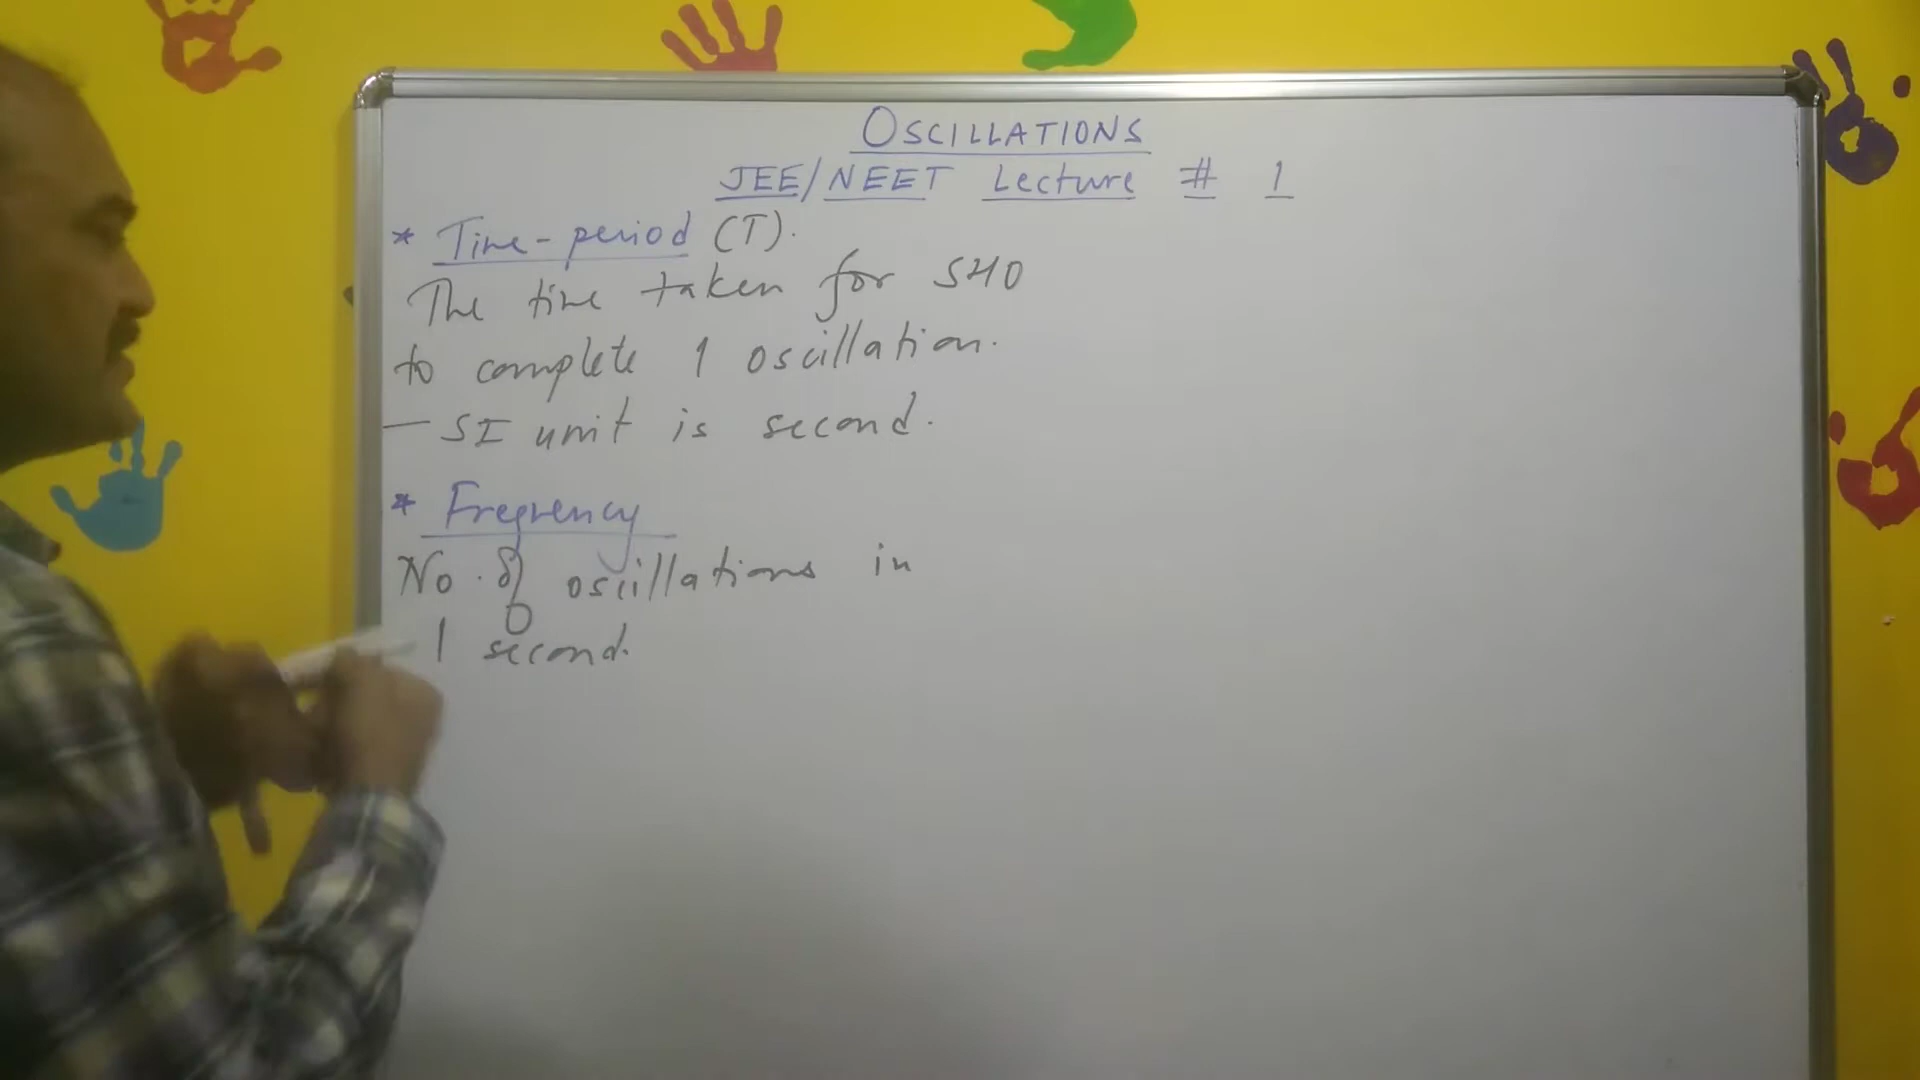 OSCILLATIONS
JEE/NEET Lecture # 1
* Time-period (T).
The time taken for SHO
to complete 1 oscillation.
— SI unit is second.
* Frequency
No. of oscillations in
1 second.